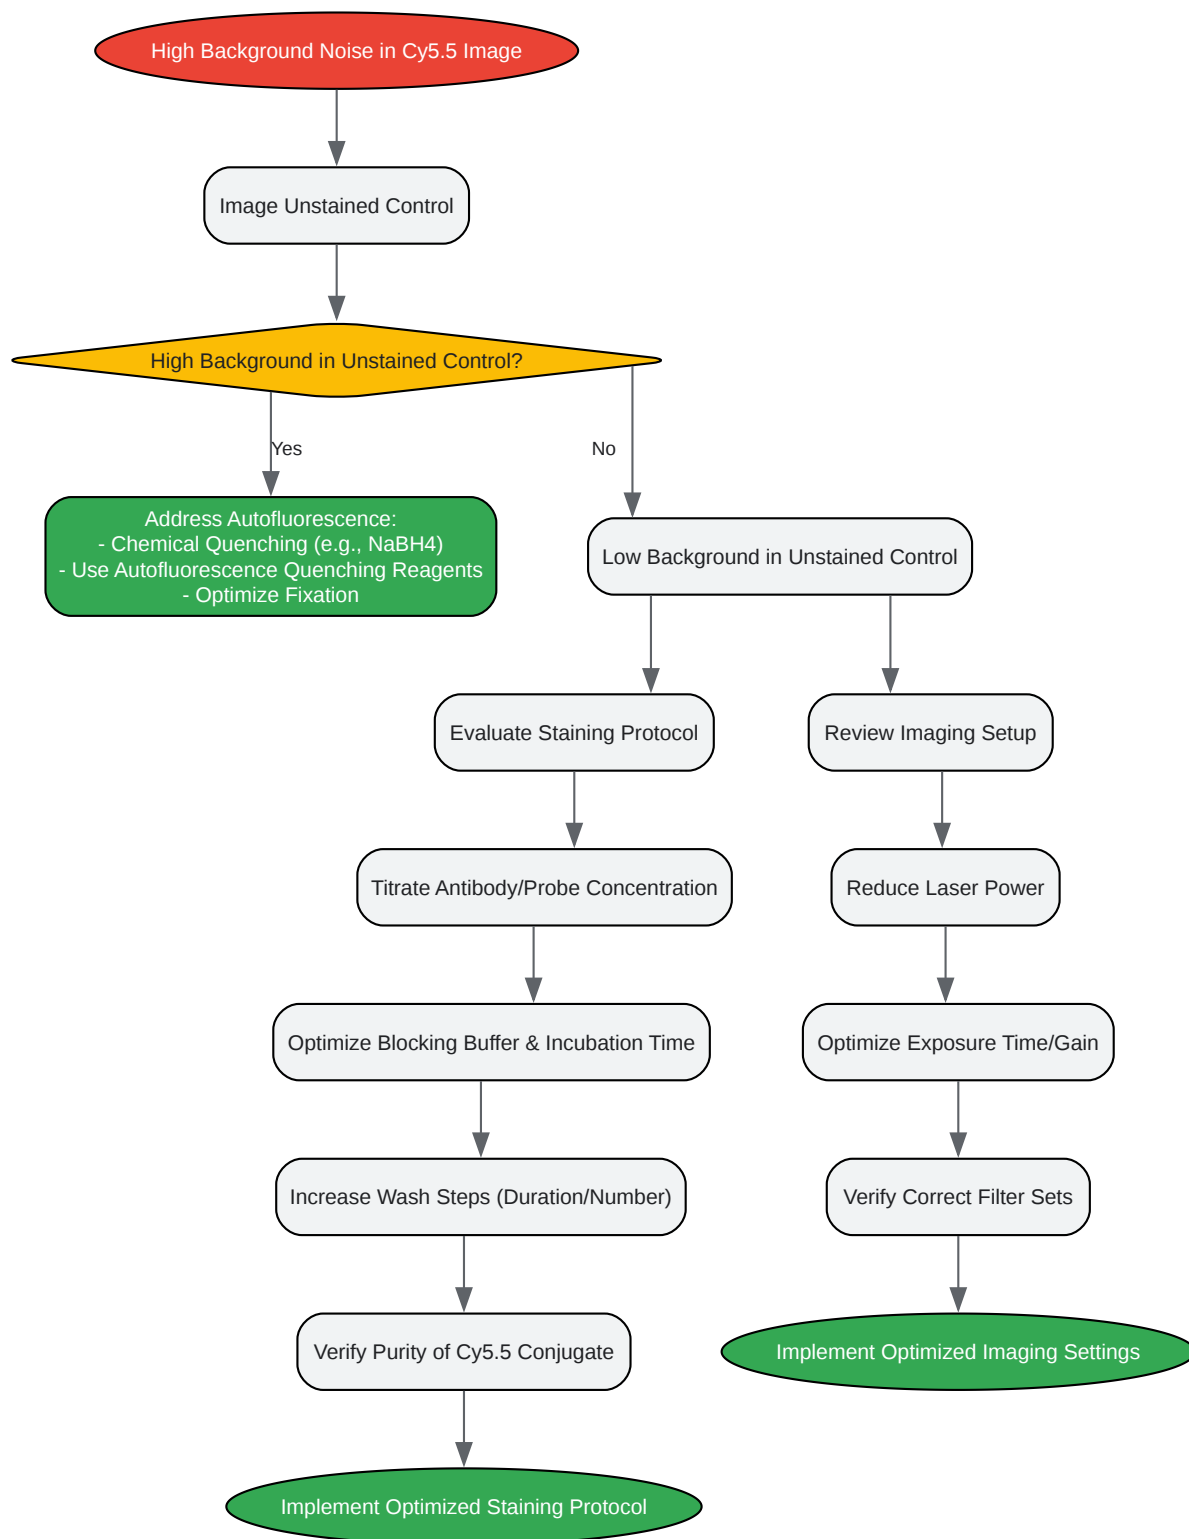 High Background Noise in Cy5.5 Image
Image Unstained Control
High Background in Unstained Control?
Yes
No
Address Autofluorescence:
- Chemical Quenching (e.g., NaBH4)
- Use Autofluorescence Quenching Reagents
- Optimize Fixation
Low Background in Unstained Control
Evaluate Staining Protocol
Review Imaging Setup
Titrate Antibody/Probe Concentration
Reduce Laser Power
Optimize Blocking Buffer & Incubation Time
Optimize Exposure Time/Gain
Increase Wash Steps (Duration/Number)
Verify Correct Filter Sets
Verify Purity of Cy5.5 Conjugate
Implement Optimized Imaging Settings
Implement Optimized Staining Protocol